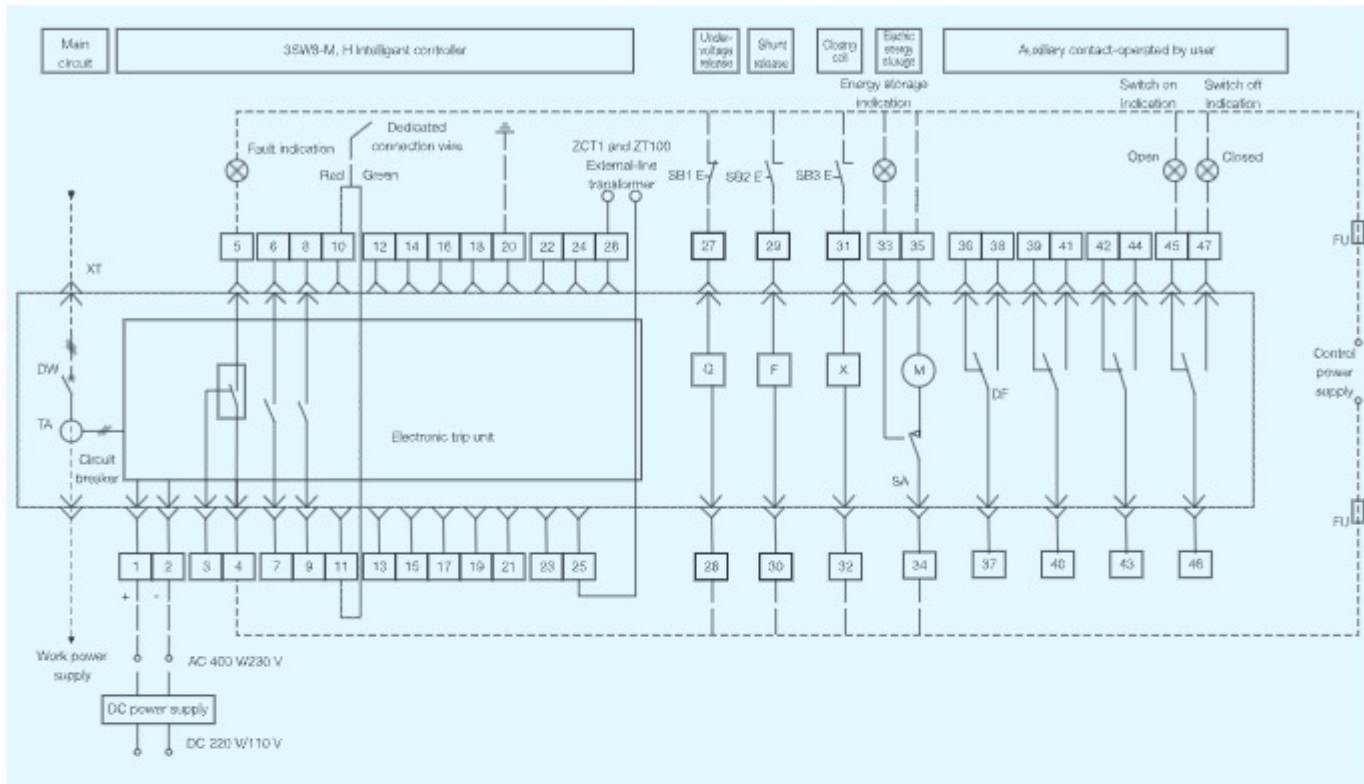 Main
circuit
3SW8-M, H Intelligent controller
Under-
voltage
release
Shunt
release
Closing
coil
Electric
energy
storage
Auxiliary contact-operated by user
Energy storage
indication
Switch on
indication
Switch off
indication
Fault indication
Dedicated
connection wire
Red
Green
ZCT1 and ZT100
External-line
transformer
SB1 E
SB2 E
SB3 E
Open
Closed
5
6
8
10
12
14
16
18
20
22
24
26
27
29
31
33
35
36
38
39
41
42
44
45
47
FU
XT
DW
TA
Circuit
breaker
Electronic trip unit
Q
F
X
M
SA
DF
Control
power
supply
FU
1
2
3
4
7
9
11
13
15
17
19
21
23
25
28
30
32
34
37
40
43
46
+
-
Work power
supply
AC 400 V/230 V
DC power supply
DC 220 V/110 V